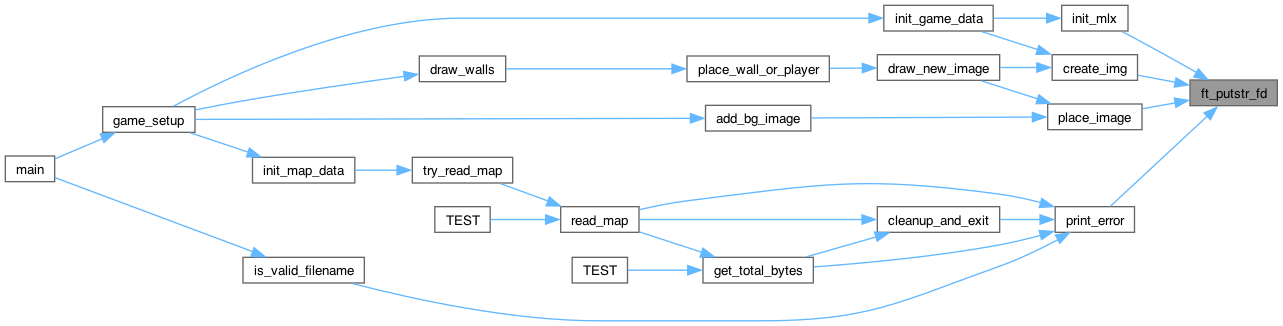 init_game_data
init_mlx
draw_walls
place_wall_or_player
draw_new_image
create_img
ft_putstr_fd
game_setup
add_bg_image
place_image
main
init_map_data
try_read_map
TEST
read_map
cleanup_and_exit
print_error
is_valid_filename
TEST
get_total_bytes